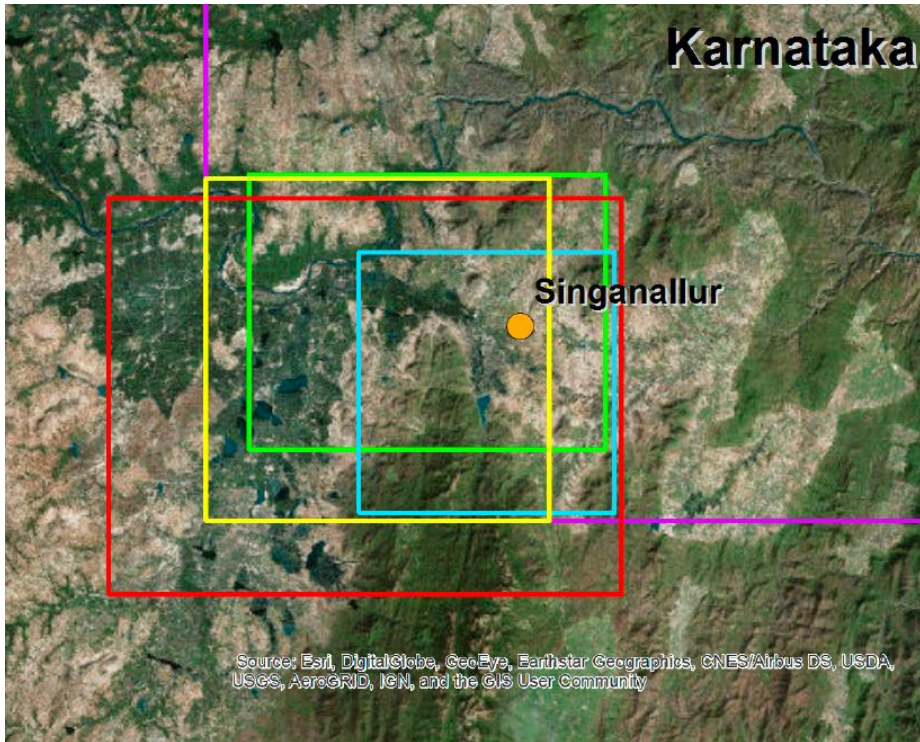 Karnataka
Singanallur
Source: Esri, DigitalGlobe, GeoEye, Earthstar Geographics, CNES/Airbus DS, USDA,
USGS, AeroGRID, IGN, and the GIS User Community